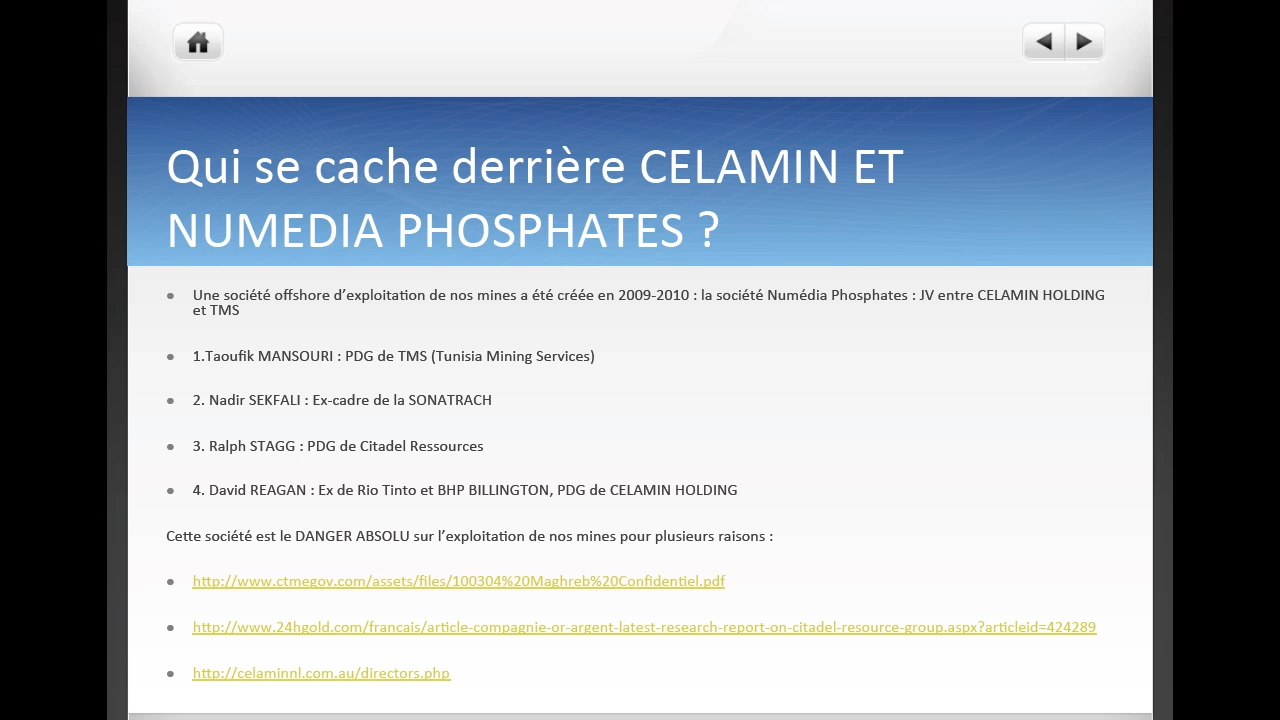 Qui se cache derrière CELAMIN ET
NUMEDIA PHOSPHATES ?
Une société offshore d’exploitation de nos mines a été créée en 2009-2010 : la société Numédia Phosphates : JV entre CELAMIN HOLDING
et TMS
1.Taoufik MANSOURI : PDG de TMS (Tunisia Mining Services)
2. Nadir SEKFALI : Ex-cadre de la SONATRACH
3. Ralph STAGG : PDG de Citadel Ressources
4. David REAGAN : Ex de Rio Tinto et BHP BILLINGTON, PDG de CELAMIN HOLDING
Cette société est le DANGER ABSOLU sur l’exploitation de nos mines pour plusieurs raisons :
http://www.ctmegov.com/assets/files/100304%20Maghreb%20Confidentiel.pdf
http://www.24hgold.com/francais/article-compagnie-or-argent-latest-research-report-on-citadel-resource-group.aspx?articleid=424289
http://celaminnl.com.au/directors.php